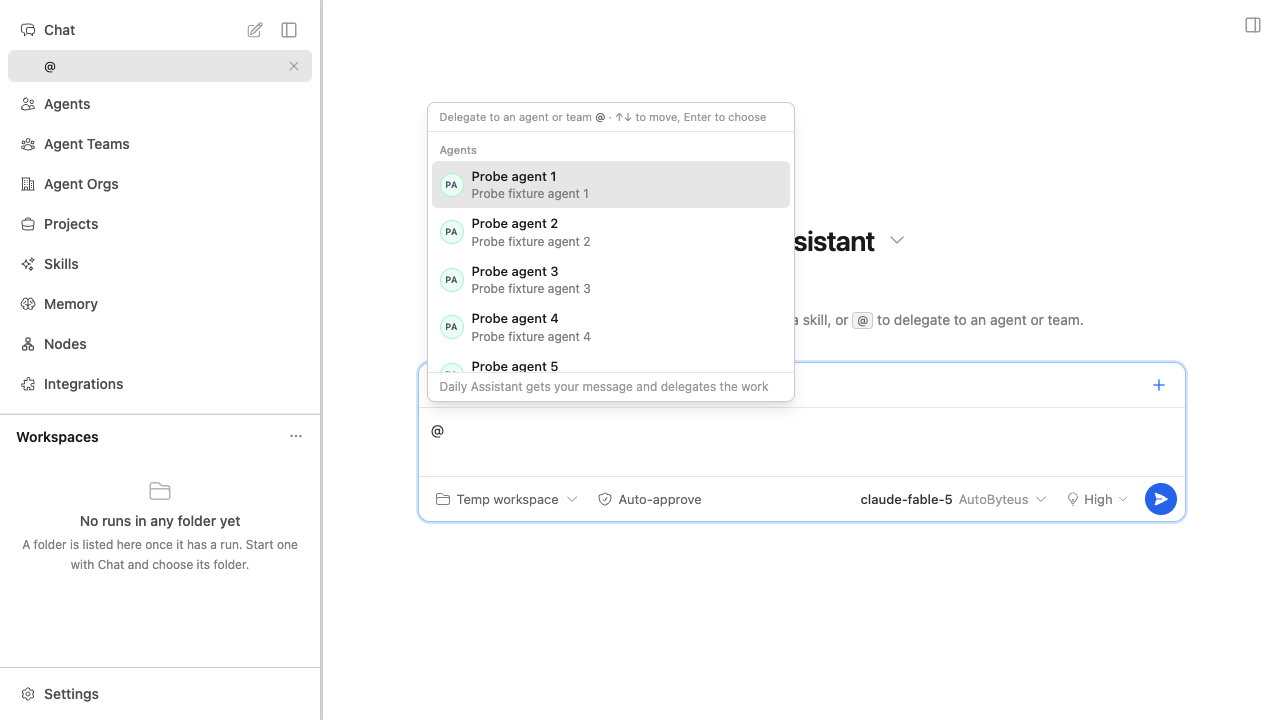 Chat
@
Agents
Agent Teams
Agent Orgs
Projects
Skills
Memory
Nodes
Integrations
Workspaces
No runs in any folder yet
A folder is listed here once it has a run. Start one
with Chat and choose its folder.
Settings
Delegate to an agent or team @ · ↑↓ to move, Enter to choose
Agents
PA
Probe agent 1
Probe fixture agent 1
PA
Probe agent 2
Probe fixture agent 2
PA
Probe agent 3
Probe fixture agent 3
PA
Probe agent 4
Probe fixture agent 4
Probe agent 5
Daily Assistant gets your message and delegates the work
sistant
a skill, or @ to delegate to an agent or team.
@
Temp workspace
Auto-approve
claude-fable-5 AutoByteus
High